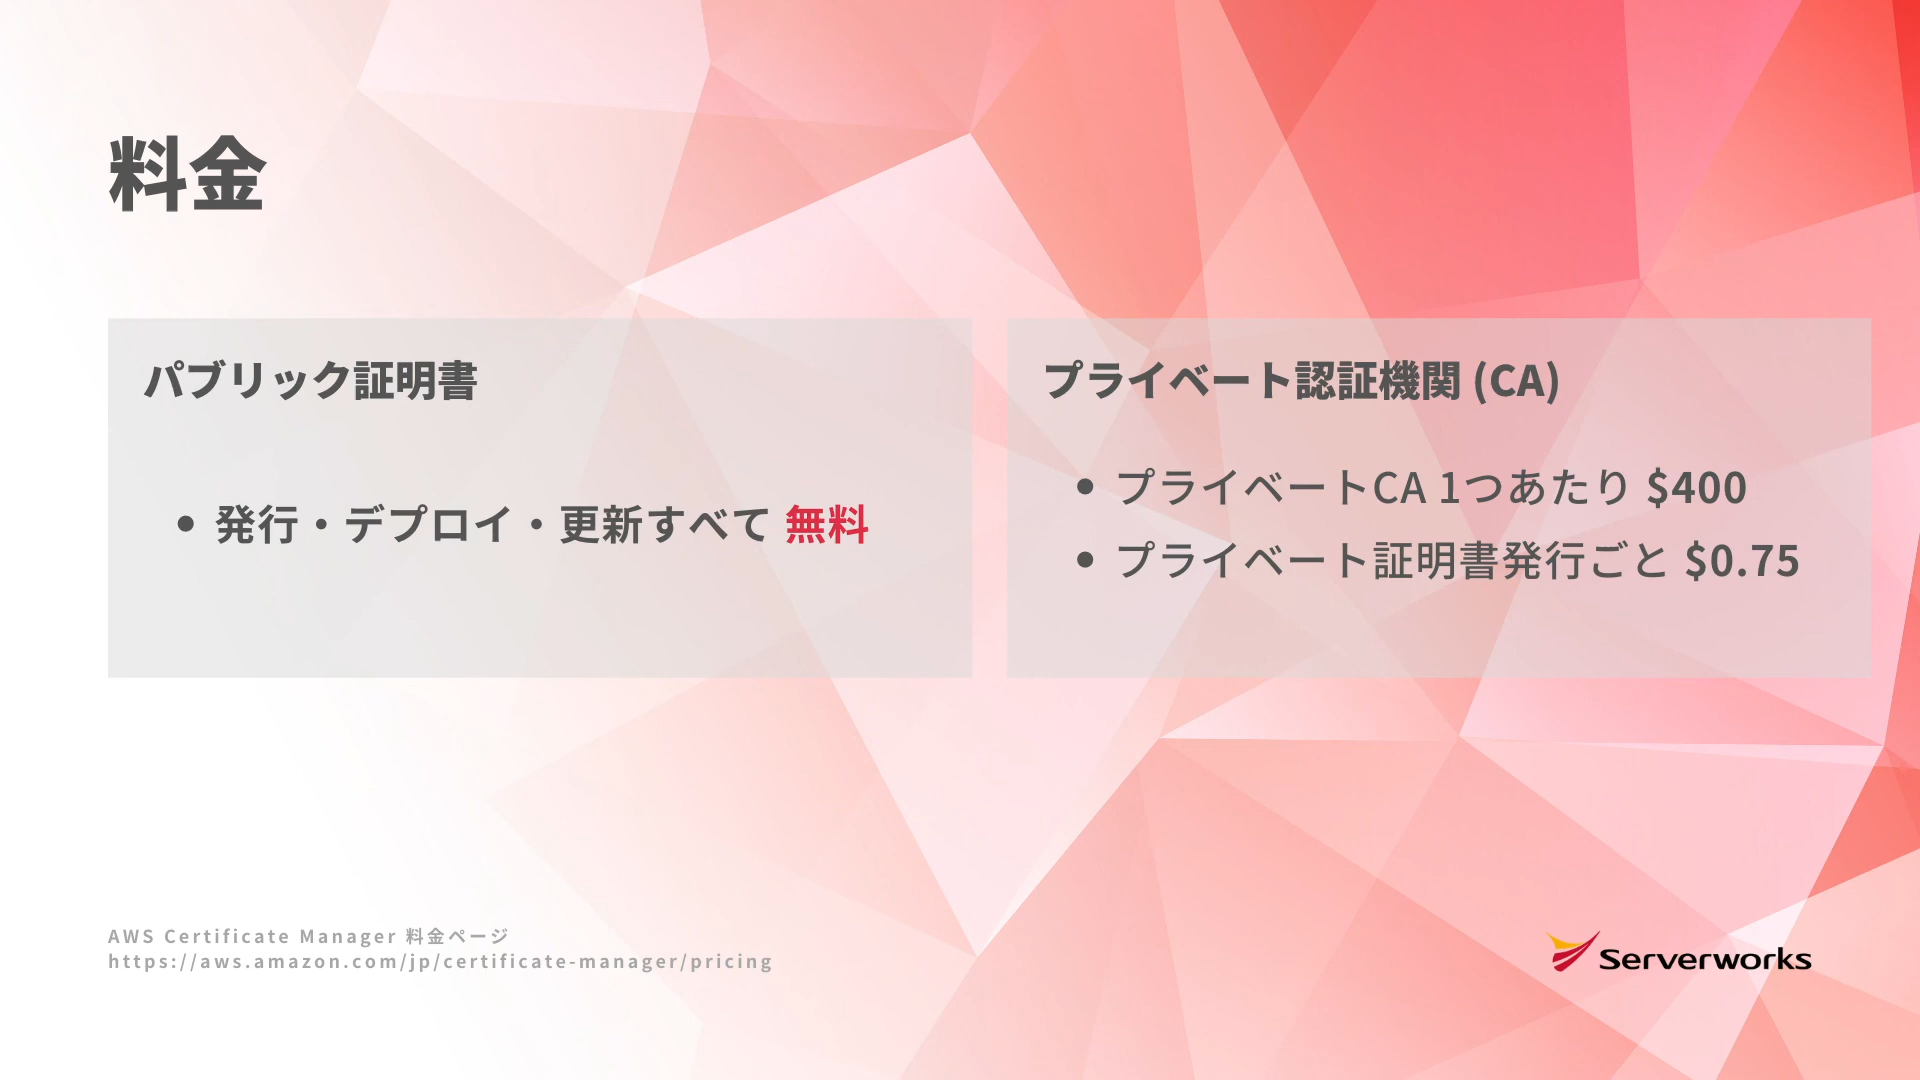 料金
パブリック証明書
• 発行・デプロイ・更新すべて 無料
プライベート認証機関 (CA)
• プライベートCA 1つあたり $400
• プライベート証明書発行ごと $0.75
AWS Certificate Manager 料金ページ
https://aws.amazon.com/jp/certificate-manager/pricing
Serverworks